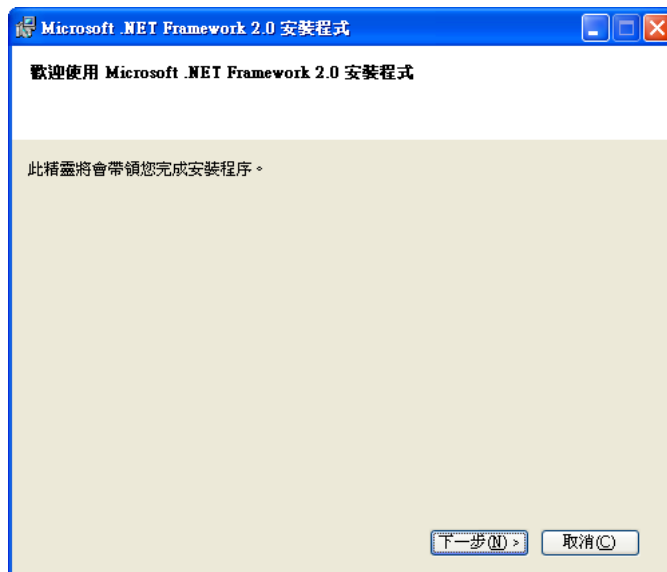 Microsoft .NET Framework 2.0 安裝程式
歡迎使用 Microsoft .NET Framework 2.0 安裝程式
此精靈將會帶領您完成安裝程序。
下一步(N) > 取消(C)